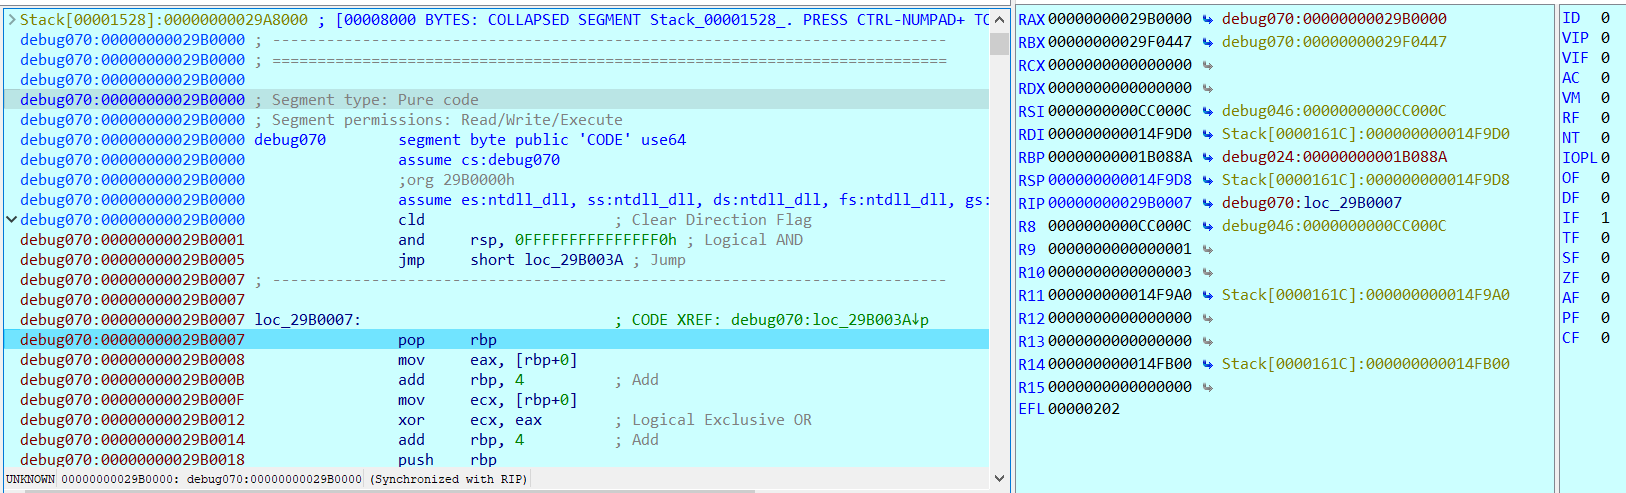 Stack[00001528]:00000000029A8000 ; [00008000 BYTES: COLLAPSED SEGMENT Stack_00001528_. PRESS CTRL-NUMPAD+ TO
debug070:00000000029B0000 ; ---------------------------------------------------------------------------
debug070:00000000029B0000 ; ===========================================================================
debug070:00000000029B0000
debug070:00000000029B0000 ; Segment type: Pure code
debug070:00000000029B0000 ; Segment permissions: Read/Write/Execute
debug070:00000000029B0000 debug070 segment byte public 'CODE' use64
debug070:00000000029B0000 assume cs:debug070
debug070:00000000029B0000 ;org 29B0000h
debug070:00000000029B0000 assume es:ntdll_dll, ss:ntdll_dll, ds:ntdll_dll, fs:ntdll_dll, gs:
debug070:00000000029B0000 cld ; Clear Direction Flag
debug070:00000000029B0001 and rsp, 0FFFFFFFFFFFFFFF0h ; Logical AND
debug070:00000000029B0005 jmp short loc_29B003A ; Jump
debug070:00000000029B0007 ; ---------------------------------------------------------------------------
debug070:00000000029B0007
debug070:00000000029B0007 loc_29B0007: ; CODE XREF: debug070:loc_29B003A↓p
debug070:00000000029B0007 pop rbp
debug070:00000000029B0008 mov eax, [rbp+0]
debug070:00000000029B000B add rbp, 4 ; Add
debug070:00000000029B000F mov ecx, [rbp+0]
debug070:00000000029B0012 xor ecx, eax ; Logical Exclusive OR
debug070:00000000029B0014 add rbp, 4 ; Add
debug070:00000000029B0018 push rbp
UNKNOWN 00000000029B0000: debug070:00000000029B0000 (Synchronized with RIP)
RAX 00000000029B0000 debug070:00000000029B0000
RBX 00000000029F0447 debug070:00000000029F0447
RCX 0000000000000000
RDX 0000000000000000
RSI 0000000000CC000C debug046:0000000000CC000C
RDI 000000000014F9D0 Stack[0000161C]:000000000014F9D0
RBP 00000000001B088A debug024:00000000001B088A
RSP 000000000014F9D8 Stack[0000161C]:000000000014F9D8
RIP 00000000029B0007 debug070:loc_29B0007
R8 0000000000CC000C debug046:0000000000CC000C
R9 0000000000000001
R10 0000000000000003
R11 000000000014F9A0 Stack[0000161C]:000000000014F9A0
R12 0000000000000000
R13 0000000000000000
R14 000000000014FB00 Stack[0000161C]:000000000014FB00
R15 0000000000000000
EFL 00000202
ID 0
VIP 0
VIF 0
AC 0
VM 0
RF 0
NT 0
IOPL 0
OF 0
DF 0
IF 1
TF 0
SF 0
ZF 0
AF 0
PF 0
CF 0